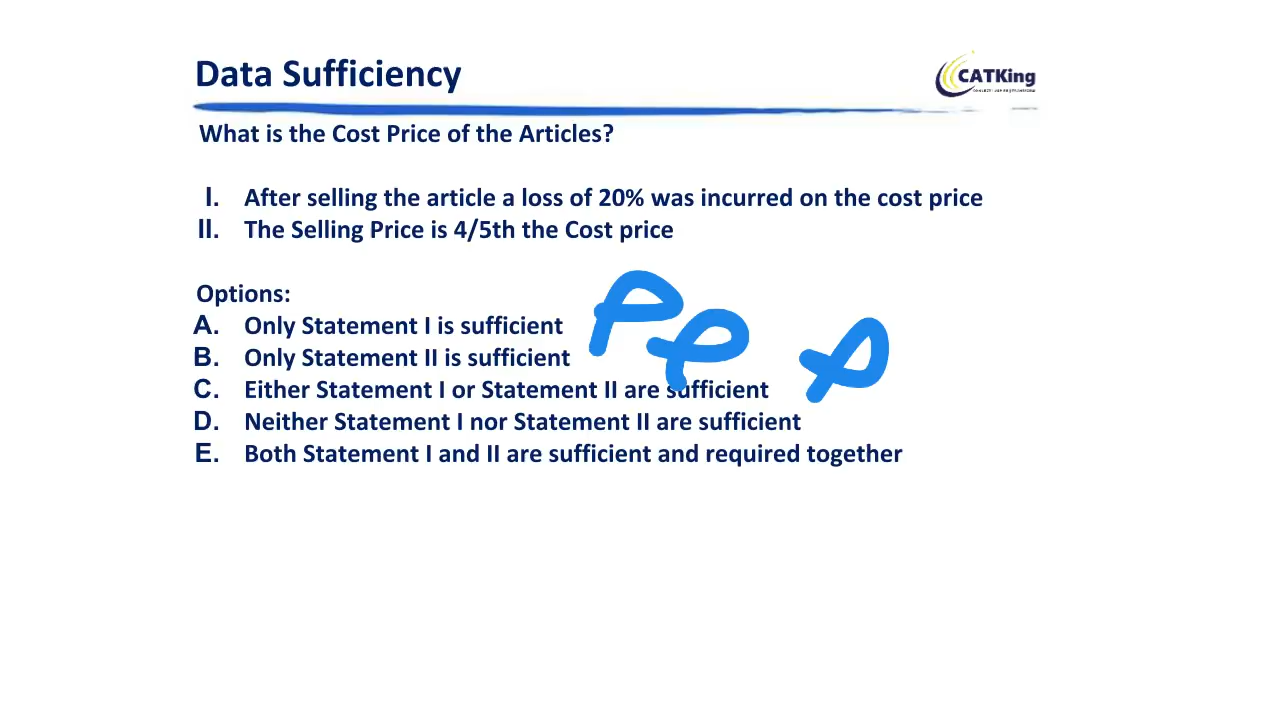 Data Sufficiency
CATKing
What is the Cost Price of the Articles?
I. After selling the article a loss of 20% was incurred on the cost price
II. The Selling Price is 4/5th the Cost price
Options:
A. Only Statement I is sufficient
B. Only Statement II is sufficient
C. Either Statement I or Statement II are sufficient
D. Neither Statement I nor Statement II are sufficient
E. Both Statement I and II are sufficient and required together